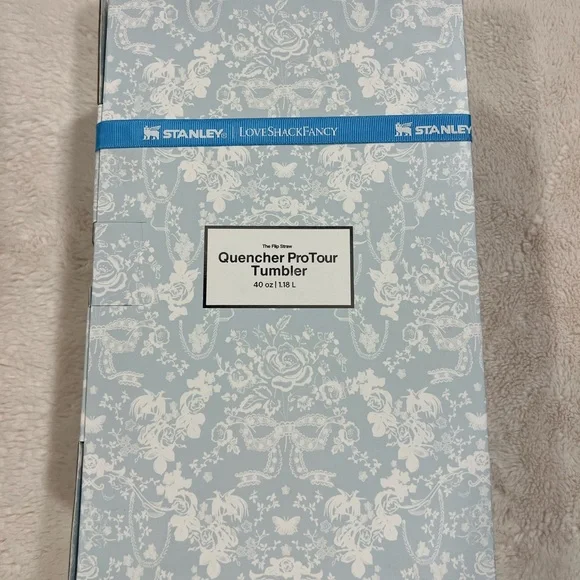 STANLEY® | LOVESHACKFANCY STANLEY
The Flip Straw
Quencher ProTour
Tumbler
40 oz | 1.18 L